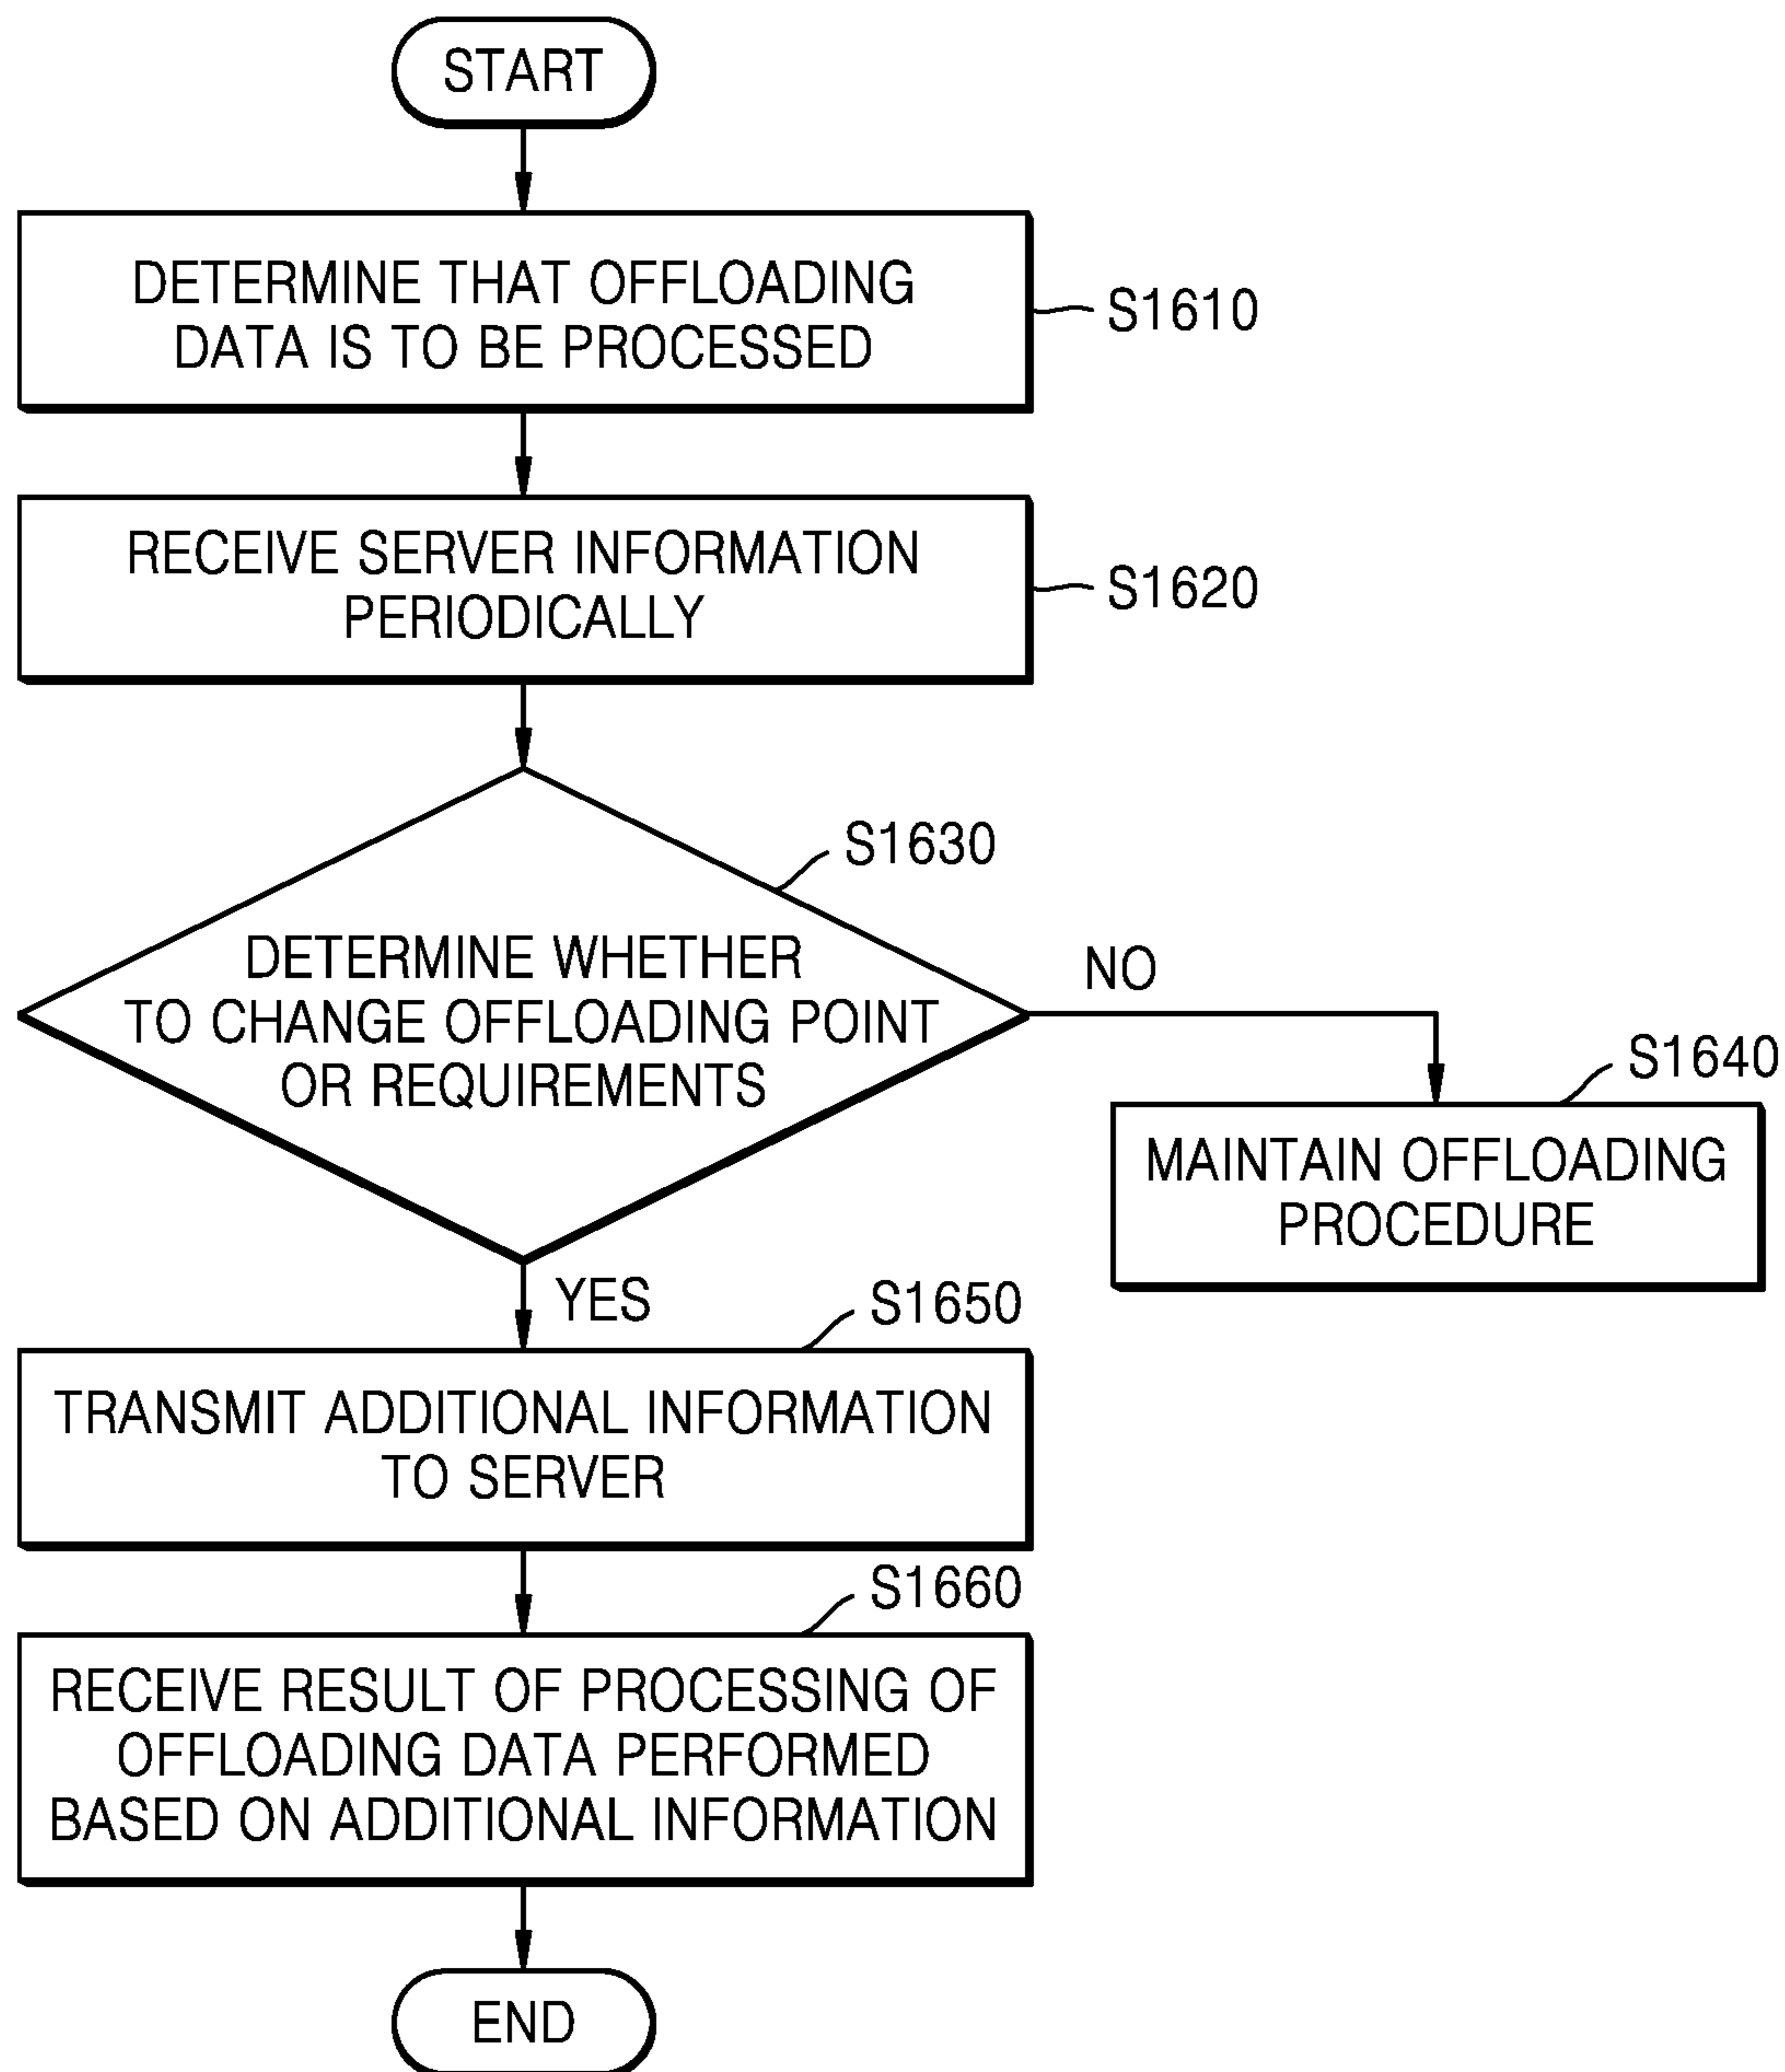 START
DETERMINE THAT OFFLOADING
DATA IS TO BE PROCESSED
S1610
RECEIVE SERVER INFORMATION
PERIODICALLY
S1620
S1630
DETERMINE WHETHER
TO CHANGE OFFLOADING POINT
OR REQUIREMENTS
NO
S1640
MAINTAIN OFFLOADING
PROCEDURE
YES
S1650
TRANSMIT ADDITIONAL INFORMATION
TO SERVER
S1660
RECEIVE RESULT OF PROCESSING OF
OFFLOADING DATA PERFORMED
BASED ON ADDITIONAL INFORMATION
END